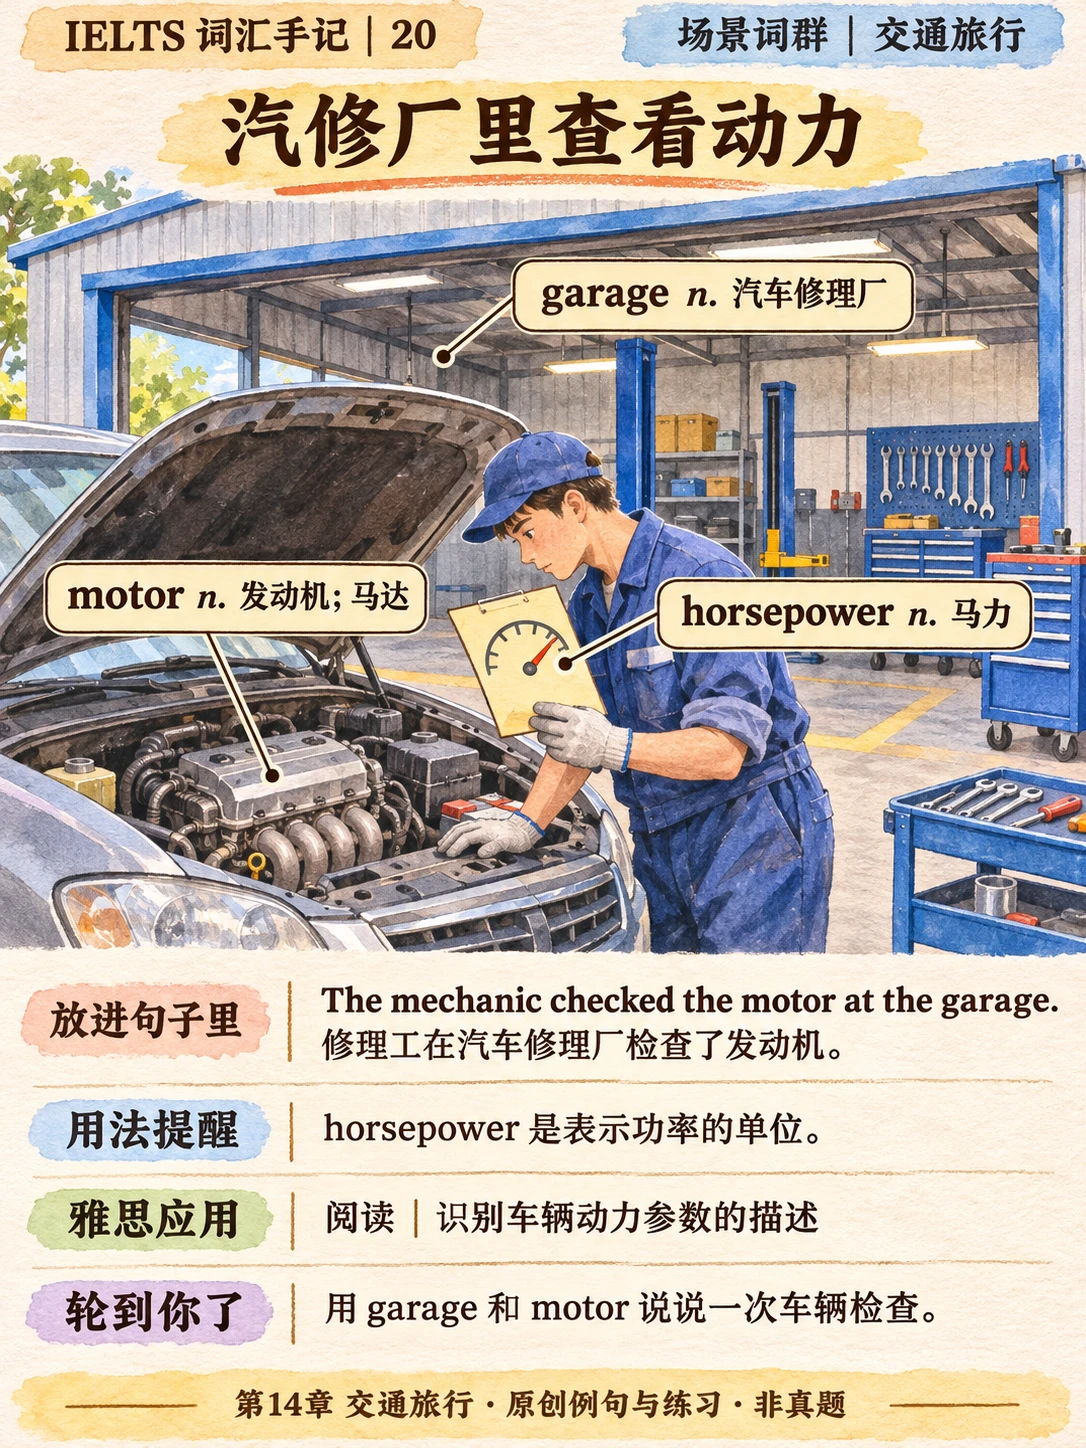 IELTS 词汇手记 | 20
场景词群 | 交通旅行
汽修厂里查看动力
garage n. 汽车修理厂
motor n. 发动机; 马达
horsepower n. 马力
放进句子里
The mechanic checked the motor at the garage.
修理工在汽车修理厂检查了发动机。
用法提醒
horsepower 是表示功率的单位。
雅思应用
阅读 | 识别车辆动力参数的描述
轮到你了
用 garage 和 motor 说说一次车辆检查。
第14章 交通旅行 · 原创例句与练习 · 非真题